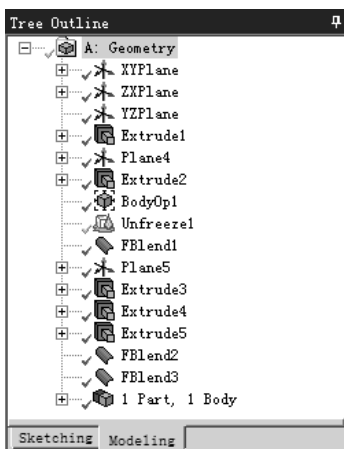 Tree Outline
A: Geometry
XYPlane
ZXPlane
YZPlane
Extrude1
Plane4
Extrude2
BodyOp1
Unfreeze1
FBlend1
Plane5
Extrude3
Extrude4
Extrude5
FBlend2
FBlend3
1 Part, 1 Body
Sketching Modeling